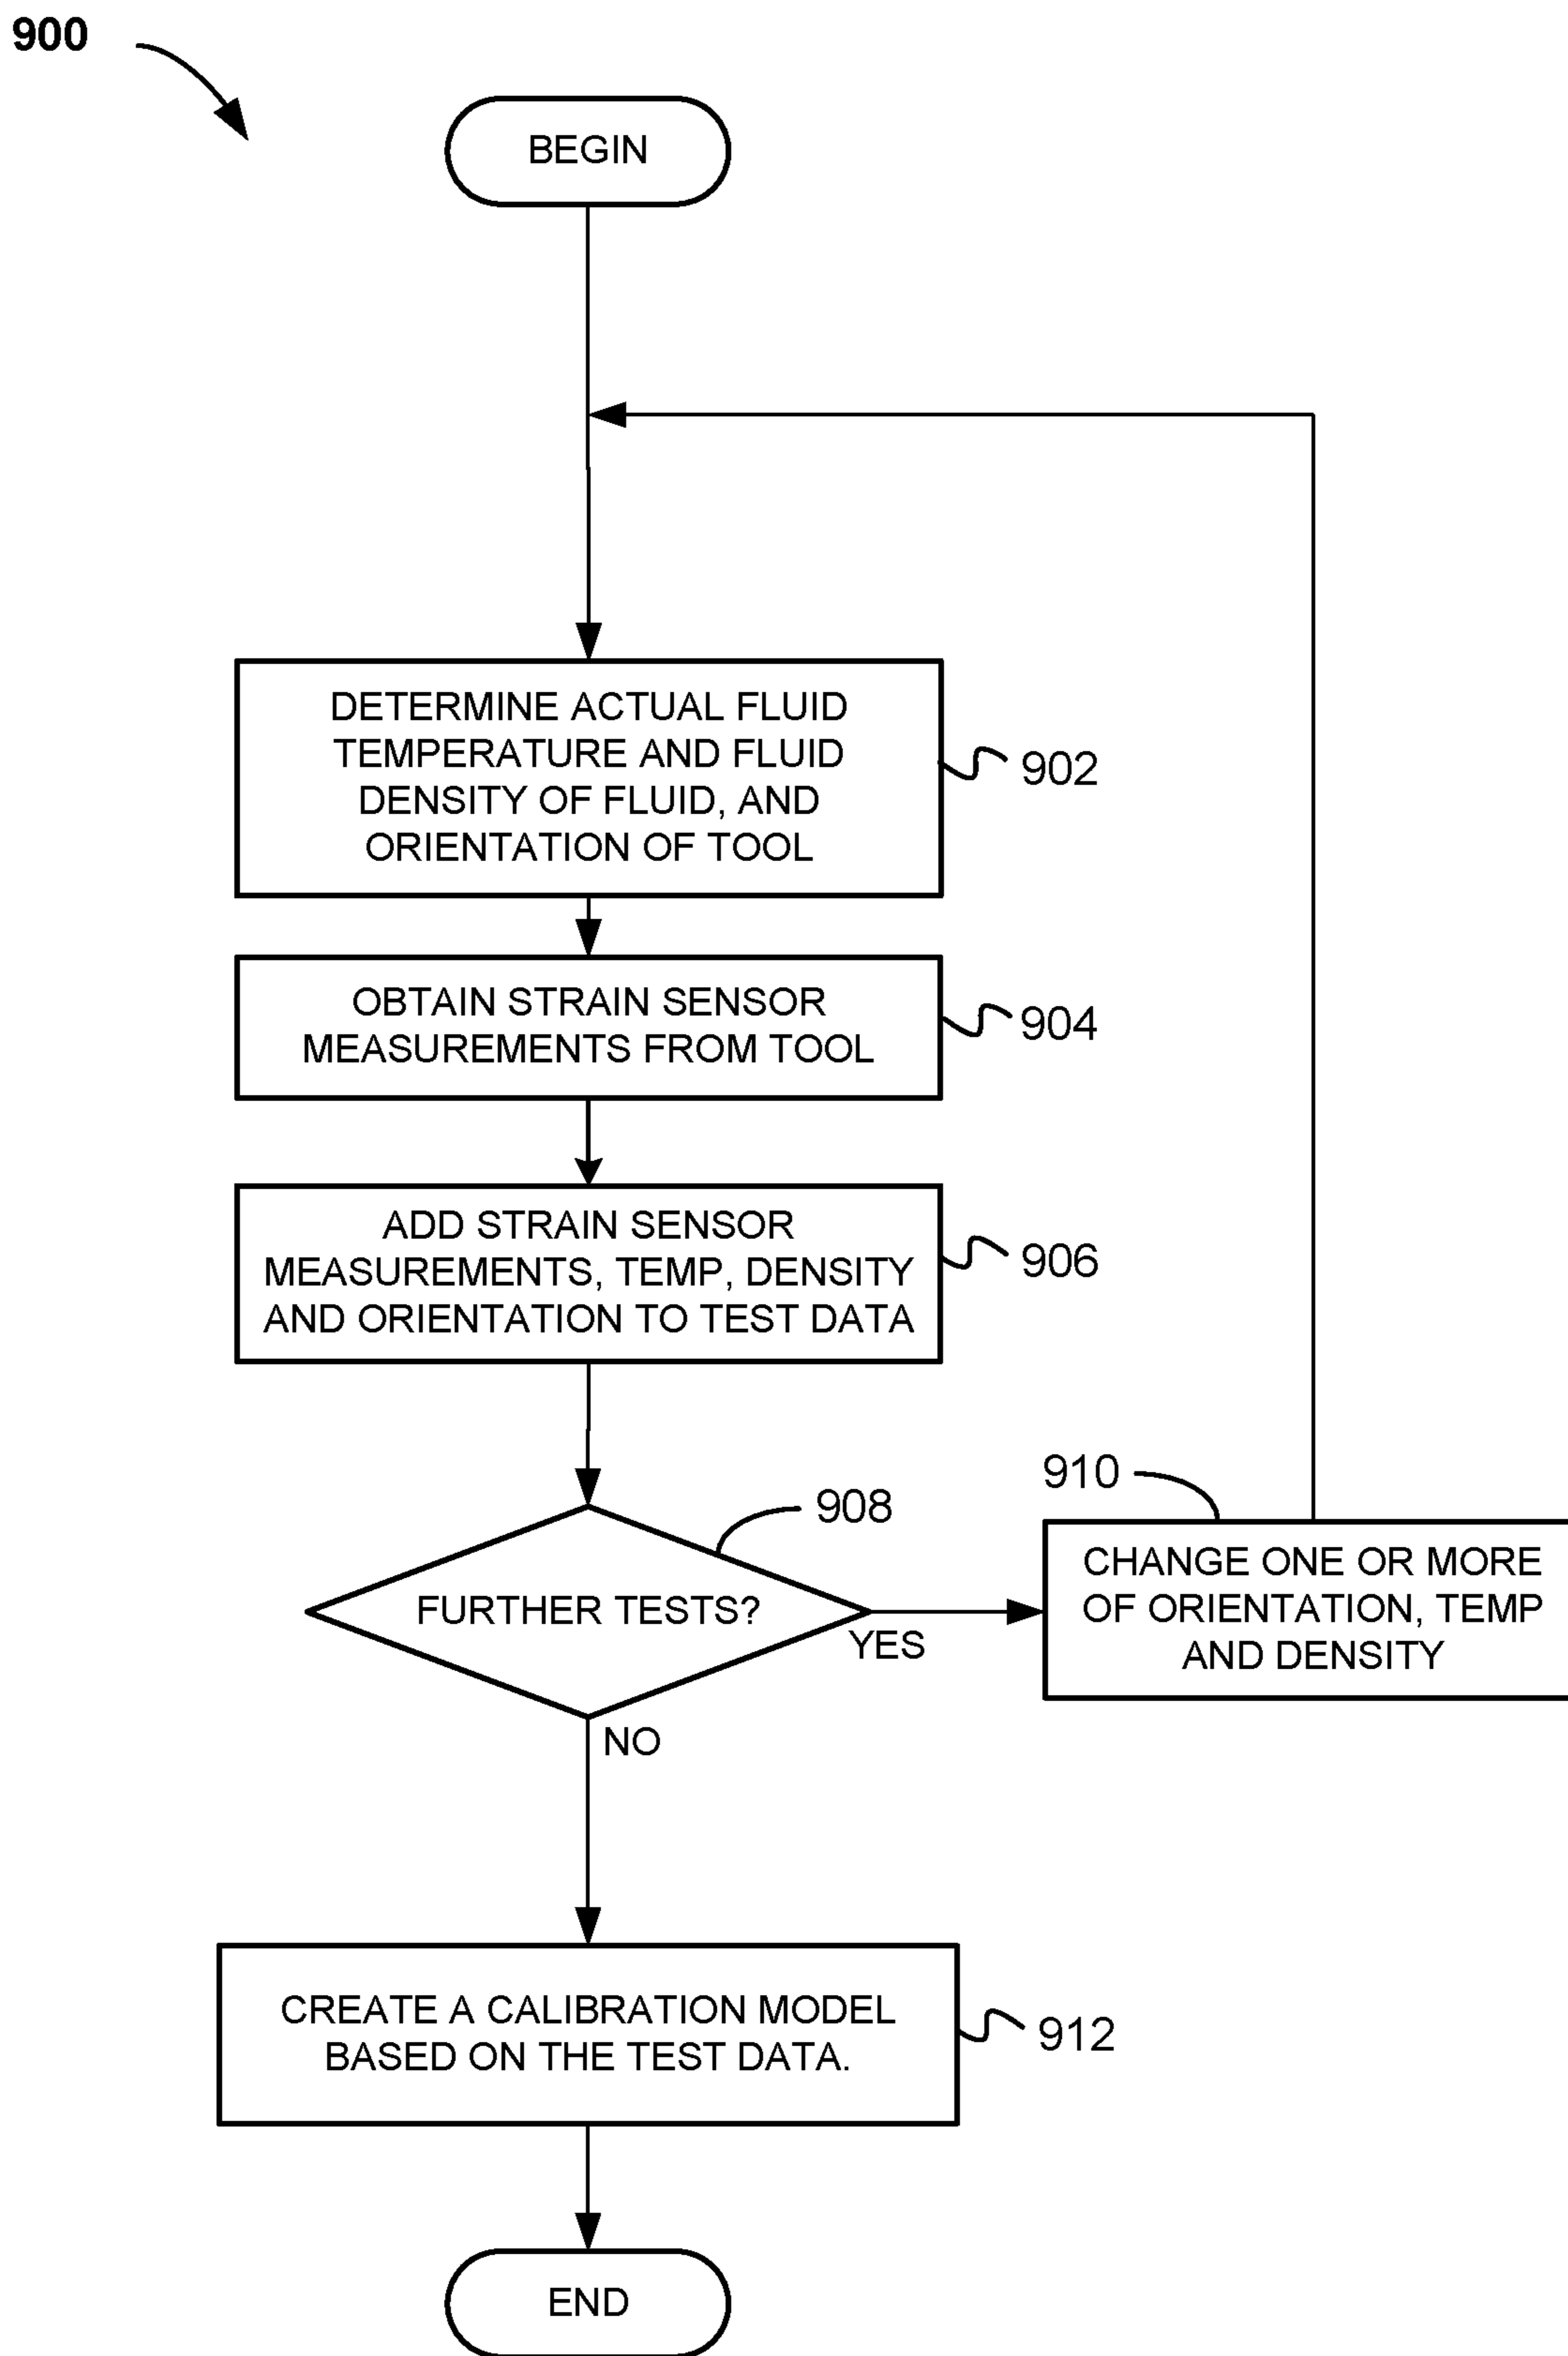 900
BEGIN
DETERMINE ACTUAL FLUID
TEMPERATURE AND FLUID
DENSITY OF FLUID, AND
ORIENTATION OF TOOL
902
OBTAIN STRAIN SENSOR
MEASUREMENTS FROM TOOL
904
ADD STRAIN SENSOR
MEASUREMENTS, TEMP, DENSITY
AND ORIENTATION TO TEST DATA
906
908
FURTHER TESTS?
YES
NO
910
CHANGE ONE OR MORE
OF ORIENTATION, TEMP
AND DENSITY
CREATE A CALIBRATION MODEL
BASED ON THE TEST DATA.
912
END